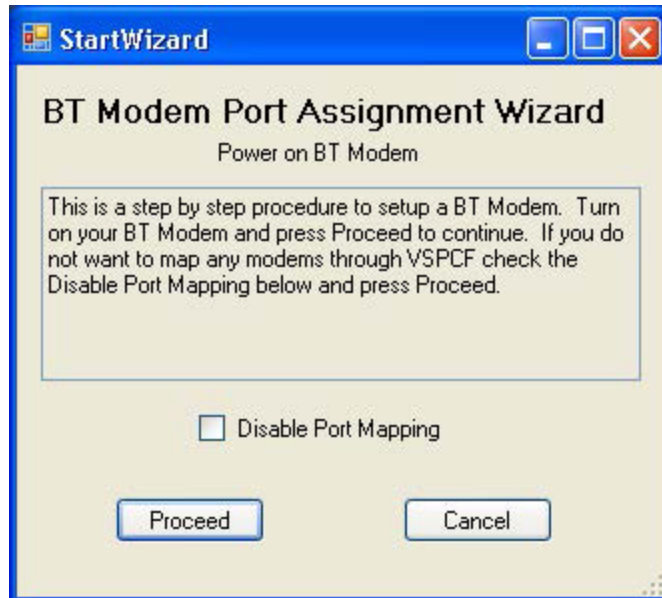 StartWizard
BT Modem Port Assignment Wizard
Power on BT Modem
This is a step by step procedure to setup a BT Modem.  Turn
on your BT Modem and press Proceed to continue.  If you do
not want to map any modems through VSPCF check the
Disable Port Mapping below and press Proceed.
Disable Port Mapping
Proceed
Cancel